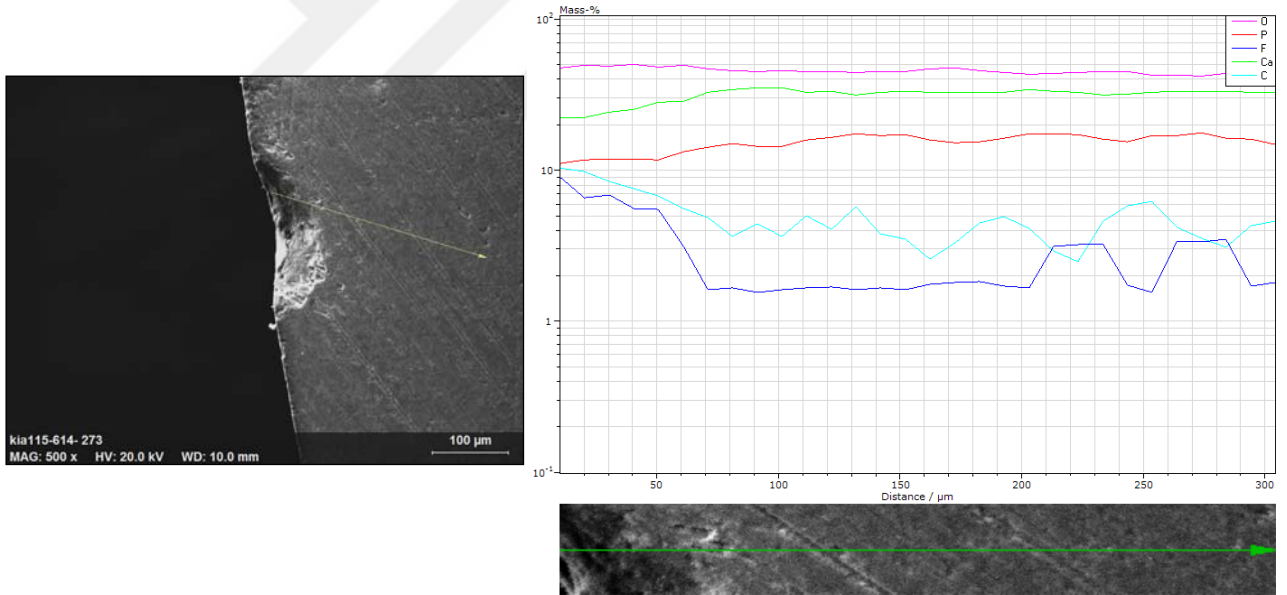 kia115-614- 273
MAG: 500 x HV: 20.0 kV WD: 10.0 mm
100 µm
Mass-%
10²
10
1
10⁻¹
50
100
150
200
250
300
Distance / µm
O
P
F
Ca
C